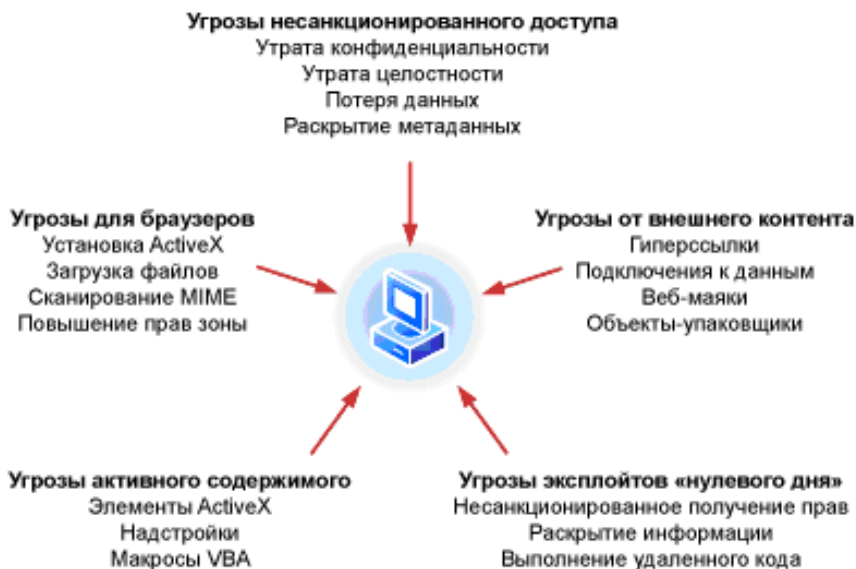 Угрозы несанкционированного доступа
Утрата конфиденциальности
Утрата целостности
Потеря данных
Раскрытие метаданных
Угрозы для браузеров
Установка ActiveX
Загрузка файлов
Сканирование MIME
Повышение прав зоны
Угрозы от внешнего контента
Гиперссылки
Подключения к данным
Веб-маяки
Объекты-упаковщики
Угрозы активного содержимого
Элементы ActiveX
Надстройки
Макросы VBA
Угрозы эксплойтов «нулевого дня»
Несанкционированное получение прав
Раскрытие информации
Выполнение удаленного кода